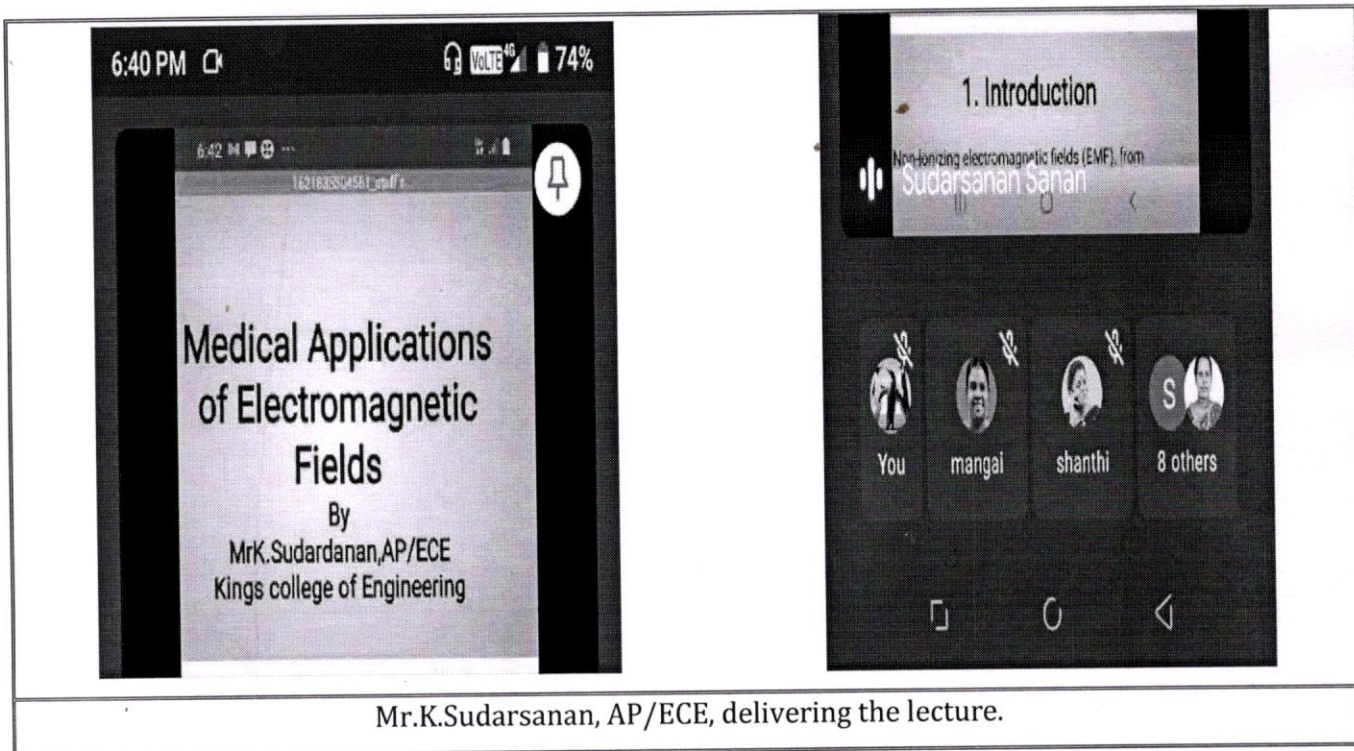 6:40 PM
VoLTE 4G 74%
6:42
Medical Applications
of Electromagnetic
Fields
By
MrK.Sudardanan,AP/ECE
Kings college of Engineering
1. Introduction
Non-ionizing electromagnetic fields (EMF), from
Sudarsanan Sanan
You
mangai
shanthi
S
8 others
Mr.K.Sudarsanan, AP/ECE, delivering the lecture.